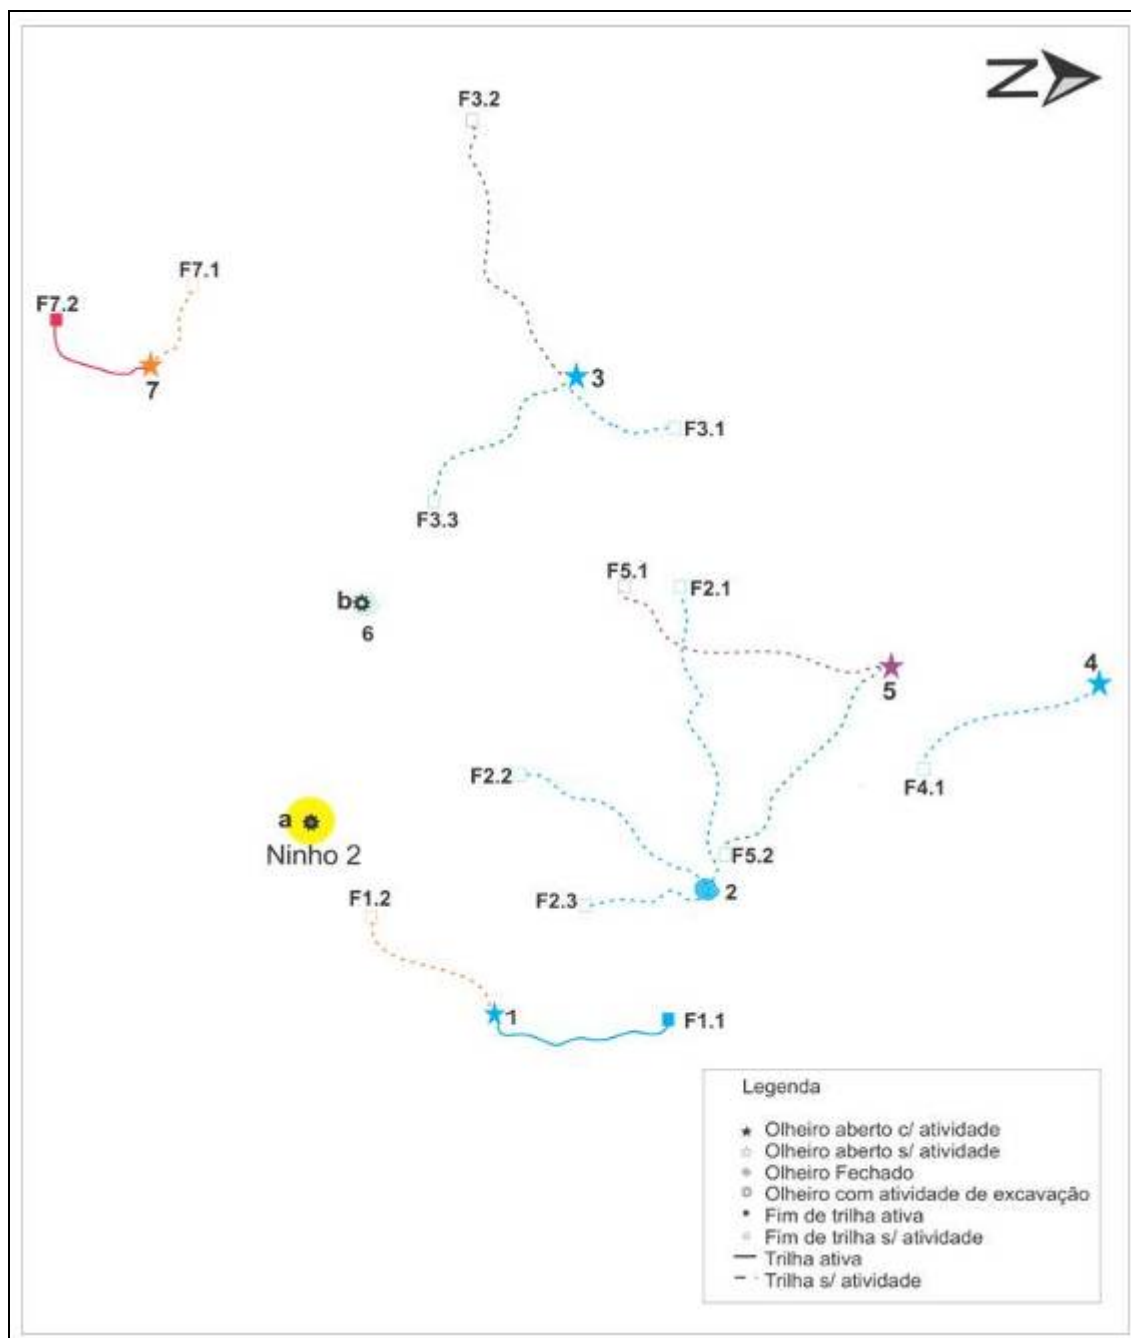 N
F3.2
F7.1
F7.2
7
3
F3.1
F3.3
b
6
F5.1
F2.1
4
5
F4.1
F2.2
a
Ninho 2
F5.2
2
F1.2
F2.3
1
F1.1
Legenda
Olheiro aberto c/ atividade
Olheiro aberto s/ atividade
Olheiro Fechado
Olheiro com atividade de excavação
Fim de trilha ativa
Fim de trilha s/ atividade
Trilha ativa
Trilha s/ atividade